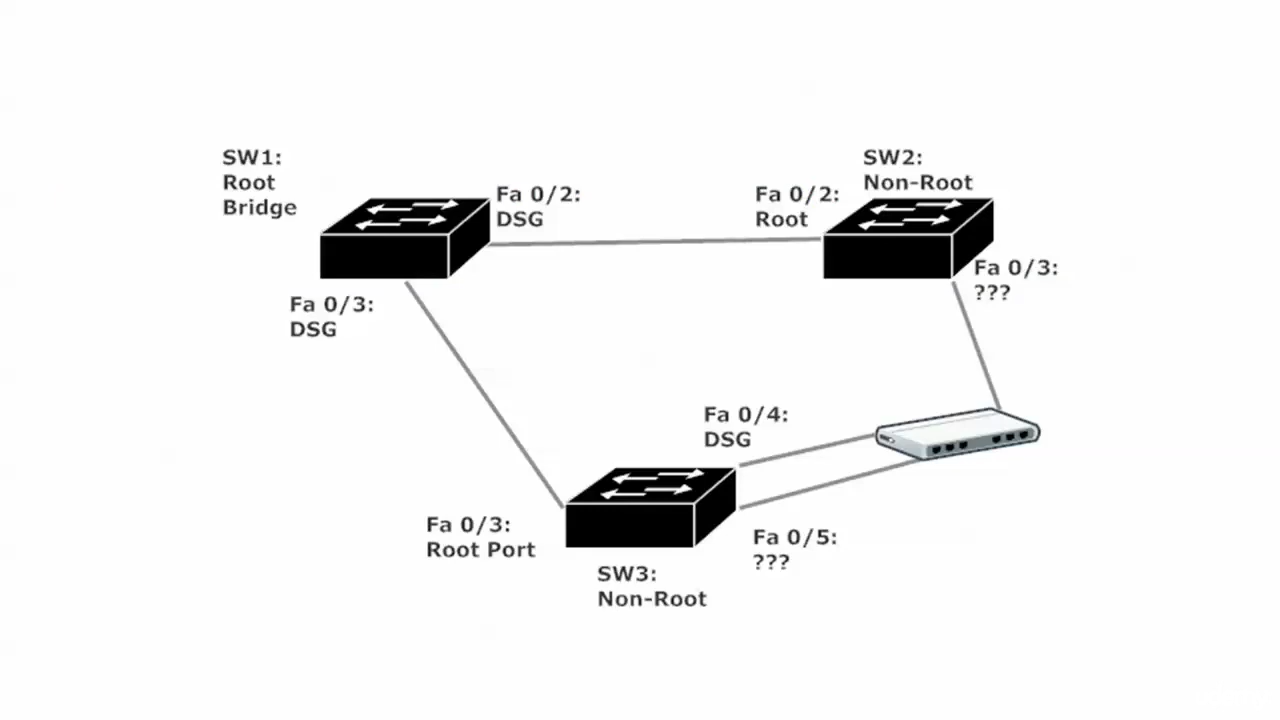 SW1:
Root
Bridge
Fa 0/2:
DSG
Fa 0/2:
Root
SW2:
Non-Root
Fa 0/3:
???
Fa 0/3:
DSG
Fa 0/4:
DSG
Fa 0/3:
Root Port
Fa 0/5:
???
SW3:
Non-Root